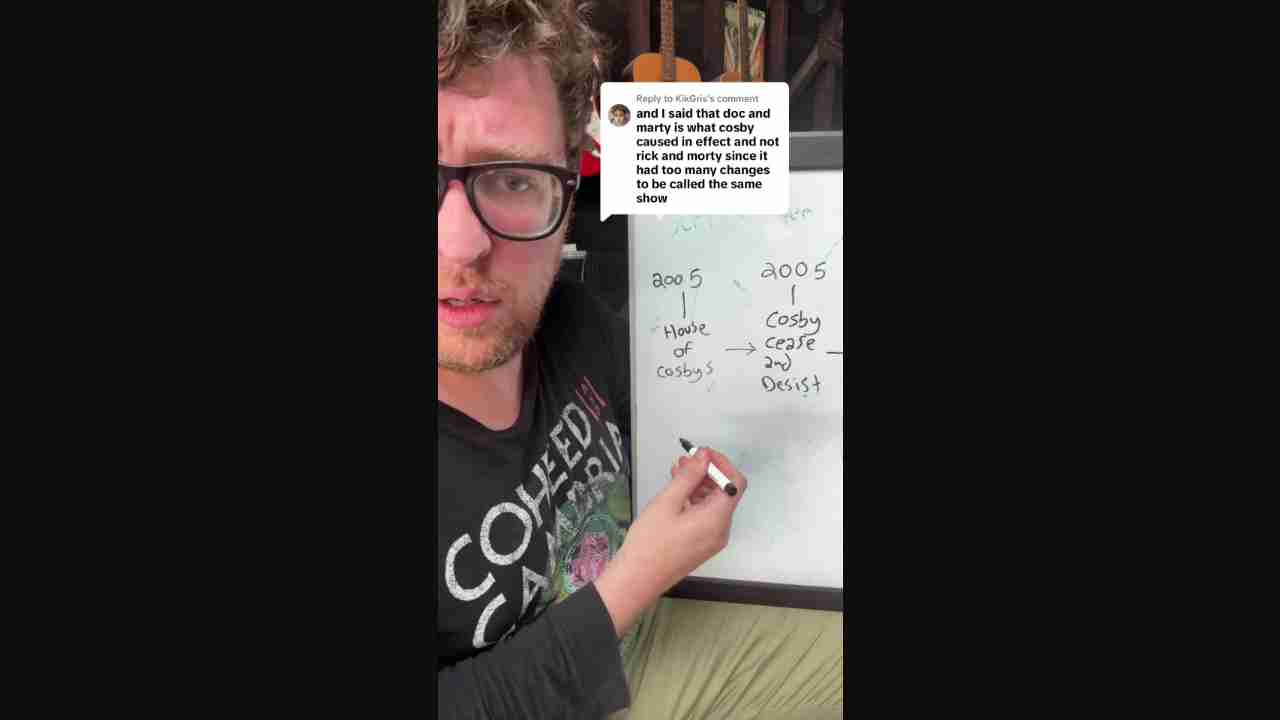 Reply to KikGris's comment
and I said that doc and
marty is what cosby
caused in effect and not
rick and morty since it
had too many changes
to be called the same
show
2005
House
of
cosbys
2005
Cosby
cease
and
Desist
COHEED